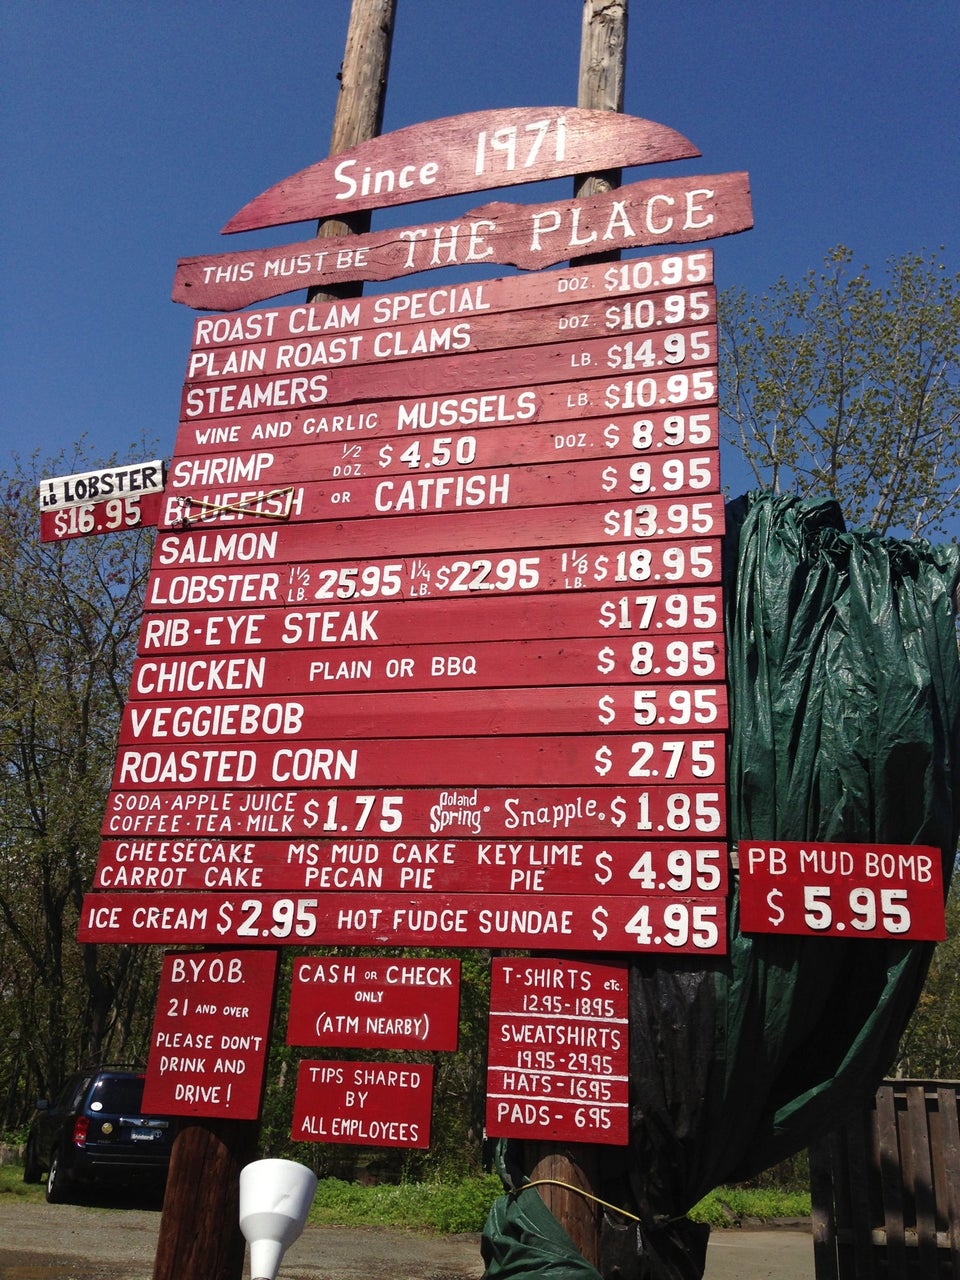 Since 1971
THIS MUST BE THE PLACE
ROAST CLAM SPECIAL DOZ. $10.95
PLAIN ROAST CLAMS DOZ. $10.95
STEAMERS LB. $14.95
WINE AND GARLIC MUSSELS LB. $10.95
SHRIMP 1/2 DOZ. $4.50 DOZ. $8.95
1 LB LOBSTER
$16.95
BLUEFISH OR CATFISH $9.95
SALMON $13.95
LOBSTER 1 1/2 LB. 25.95 1 1/4 LB. $22.95 1 1/8 LB. $18.95
RIB-EYE STEAK $17.95
CHICKEN PLAIN OR BBQ $8.95
VEGGIEBOB $5.95
ROASTED CORN $2.75
SODA·APPLE JUICE
COFFEE·TEA·MILK $1.75 Poland Spring® Snapple® $1.85
CHEESECAKE MS MUD CAKE KEY LIME
CARROT CAKE PECAN PIE PIE $4.95
ICE CREAM $2.95 HOT FUDGE SUNDAE $4.95
PB MUD BOMB
$5.95
B.Y.O.B.
21 AND OVER
PLEASE DON'T
DRINK AND
DRIVE!
CASH OR CHECK
ONLY
(ATM NEARBY)
TIPS SHARED
BY
ALL EMPLOYEES
T-SHIRTS etc.
12.95-18.95
SWEATSHIRTS
19.95-29.95
HATS-16.95
PADS-6.95